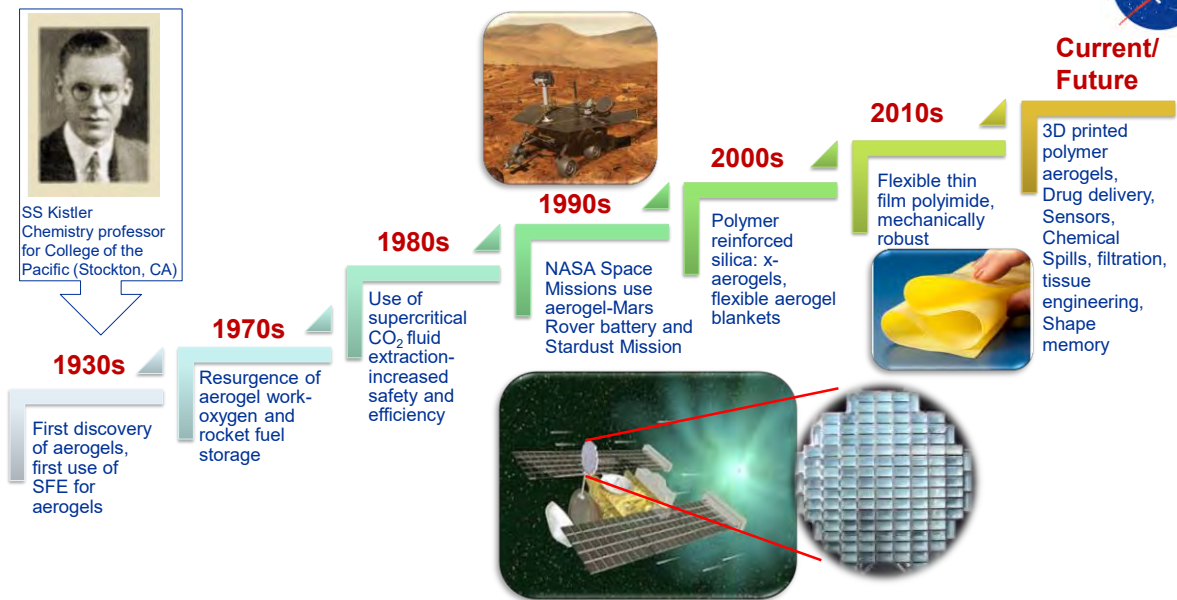 SS Kistler
Chemistry professor
for College of the
Pacific (Stockton, CA)
1930s
First discovery
of aerogels,
first use of
SFE for
aerogels
1970s
Resurgence of
aerogel work-
oxygen and
rocket fuel
storage
1980s
Use of
supercritical
CO₂ fluid
extraction-
increased
safety and
efficiency
1990s
NASA Space
Missions use
aerogel-Mars
Rover battery and
Stardust Mission
2000s
Polymer
reinforced
silica: x-
aerogels,
flexible aerogel
blankets
2010s
Flexible thin
film polyimide,
mechanically
robust
Current/
Future
3D printed
polymer
aerogels,
Drug delivery,
Sensors,
Chemical
Spills, filtration,
tissue
engineering,
Shape
memory